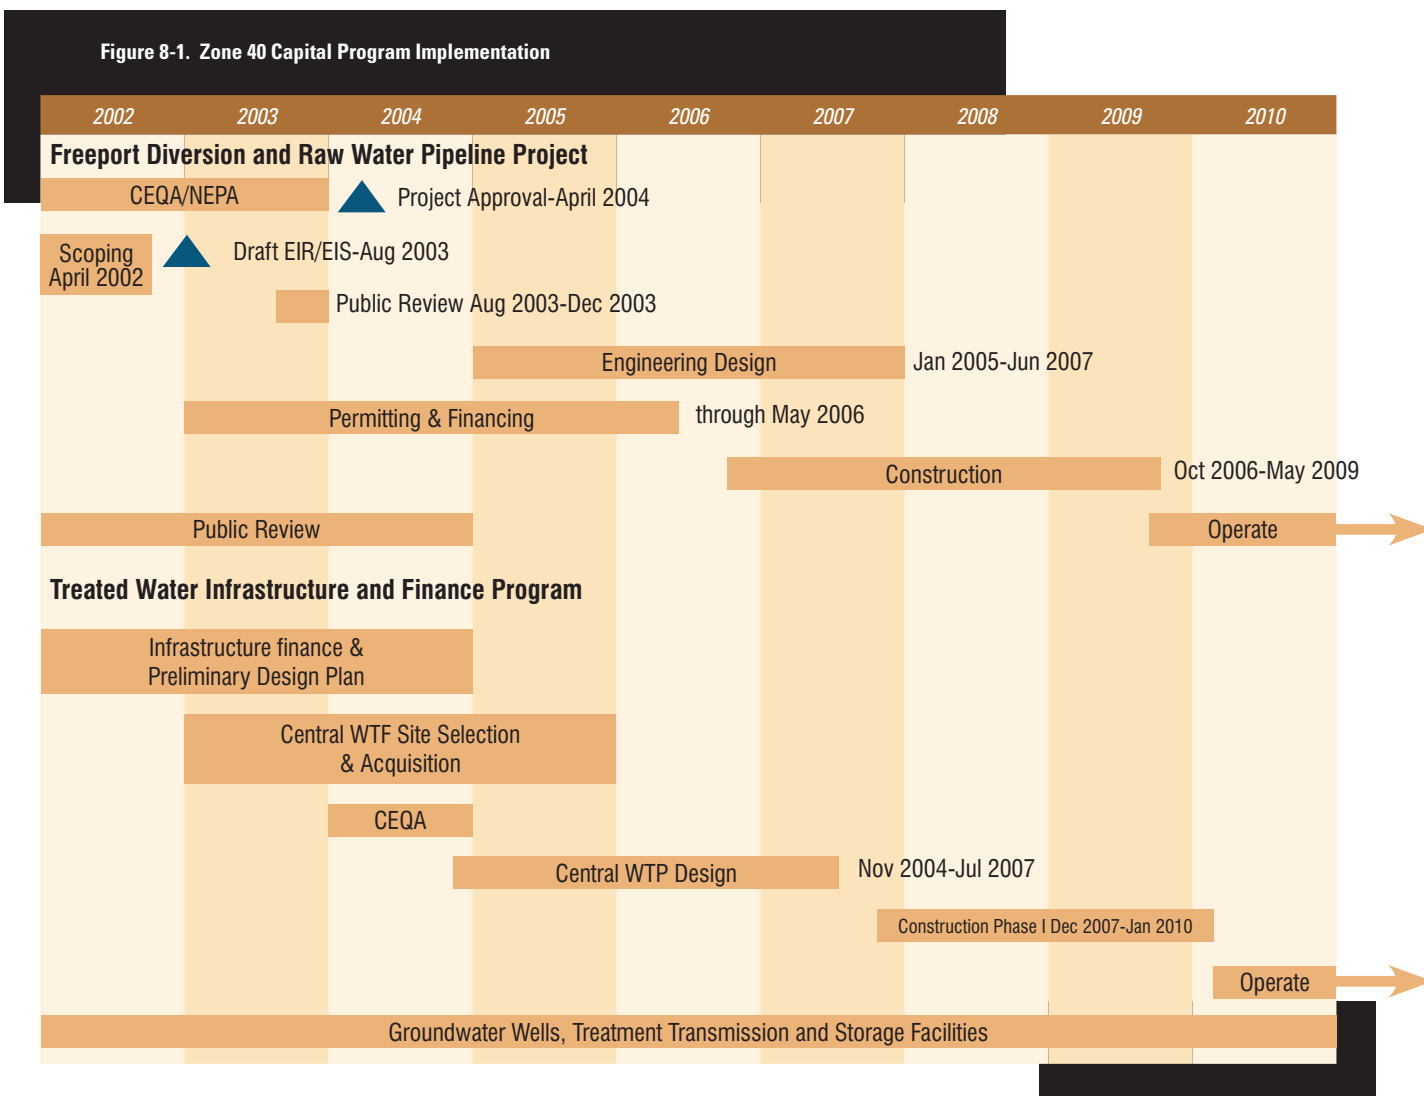 Figure 8-1. Zone 40 Capital Program Implementation
2002 2003 2004 2005 2006 2007 2008 2009 2010
Freeport Diversion and Raw Water Pipeline Project
CEQA/NEPA
Project Approval-April 2004
Scoping
April 2002
Draft EIR/EIS-Aug 2003
Public Review Aug 2003-Dec 2003
Engineering Design
Jan 2005-Jun 2007
Permitting & Financing
through May 2006
Construction
Oct 2006-May 2009
Public Review
Operate
Treated Water Infrastructure and Finance Program
Infrastructure finance &
Preliminary Design Plan
Central WTF Site Selection
& Acquisition
CEQA
Central WTP Design
Nov 2004-Jul 2007
Construction Phase I Dec 2007-Jan 2010
Operate
Groundwater Wells, Treatment Transmission and Storage Facilities